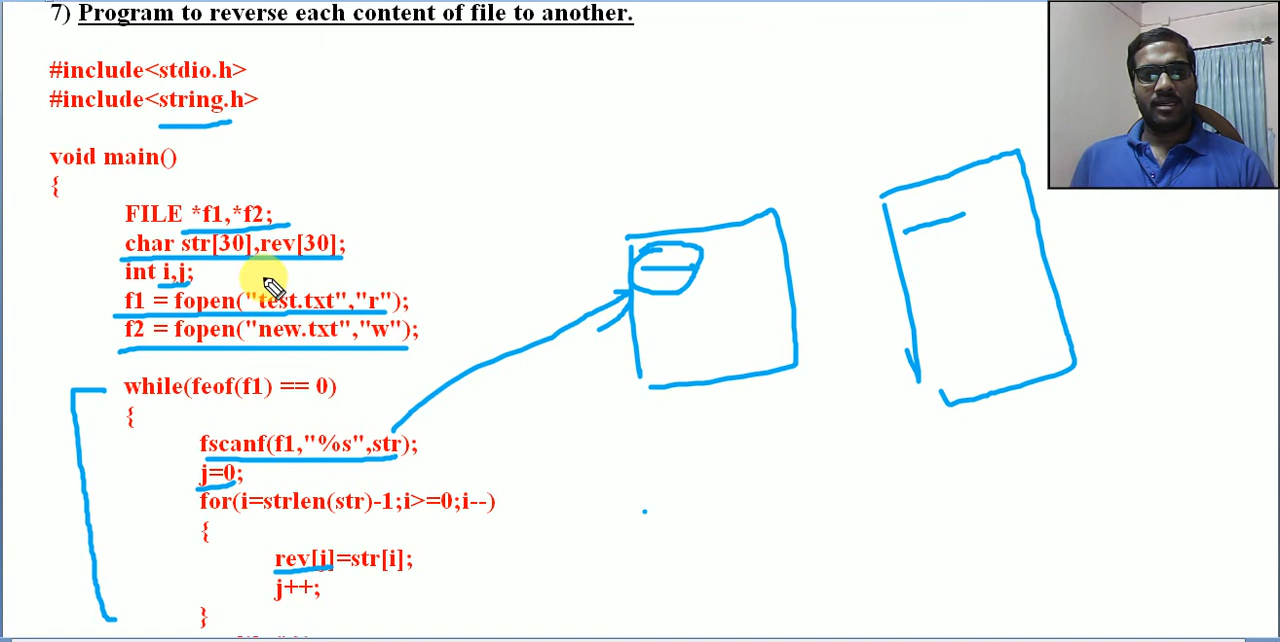 7) Program to reverse each content of file to another.
#include<stdio.h>
#include<string.h>
void main()
{
FILE *f1,*f2;
char str[30],rev[30];
int i,j;
f1 = fopen("test.txt","r");
f2 = fopen("new.txt","w");
while(feof(f1) == 0)
{
fscanf(f1,"%s",str);
j=0;
for(i=strlen(str)-1;i>=0;i--)
{
rev[j]=str[i];
j++;
}